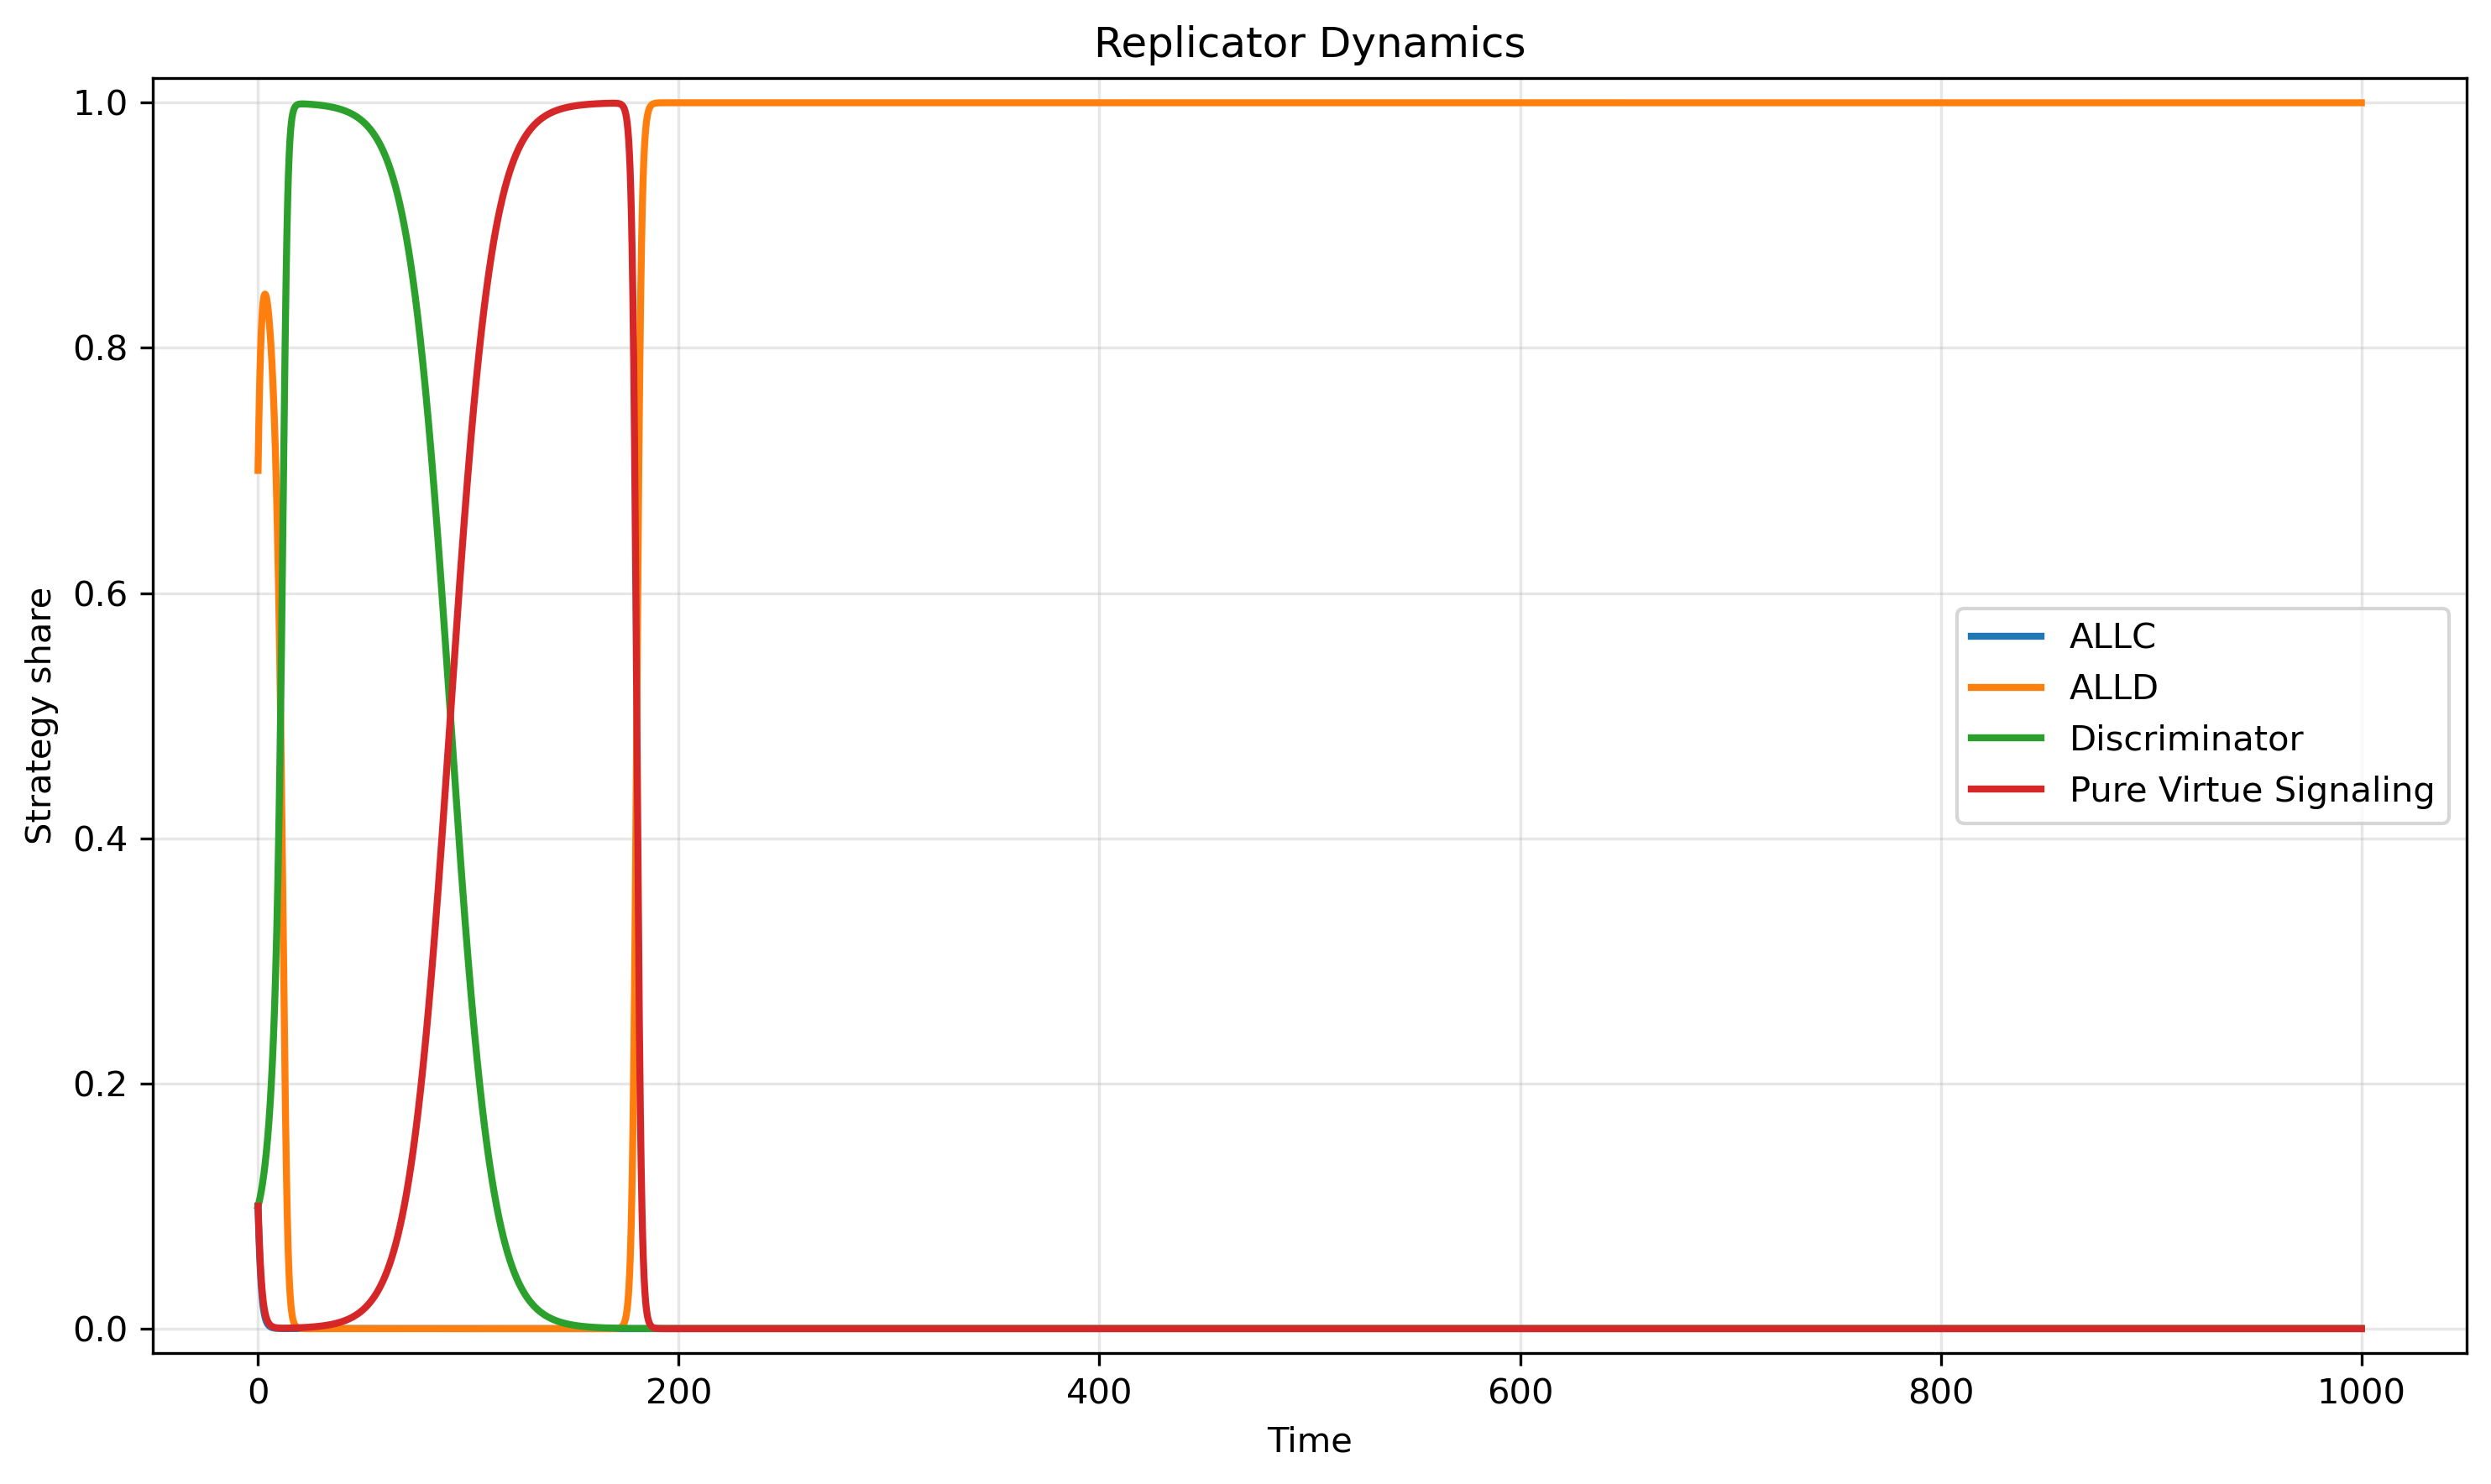 Replicator Dynamics
Strategy share
1.0
0.8
0.6
0.4
0.2
0.0
ALLC
ALLD
Discriminator
Pure Virtue Signaling
0
200
400
600
800
1000
Time